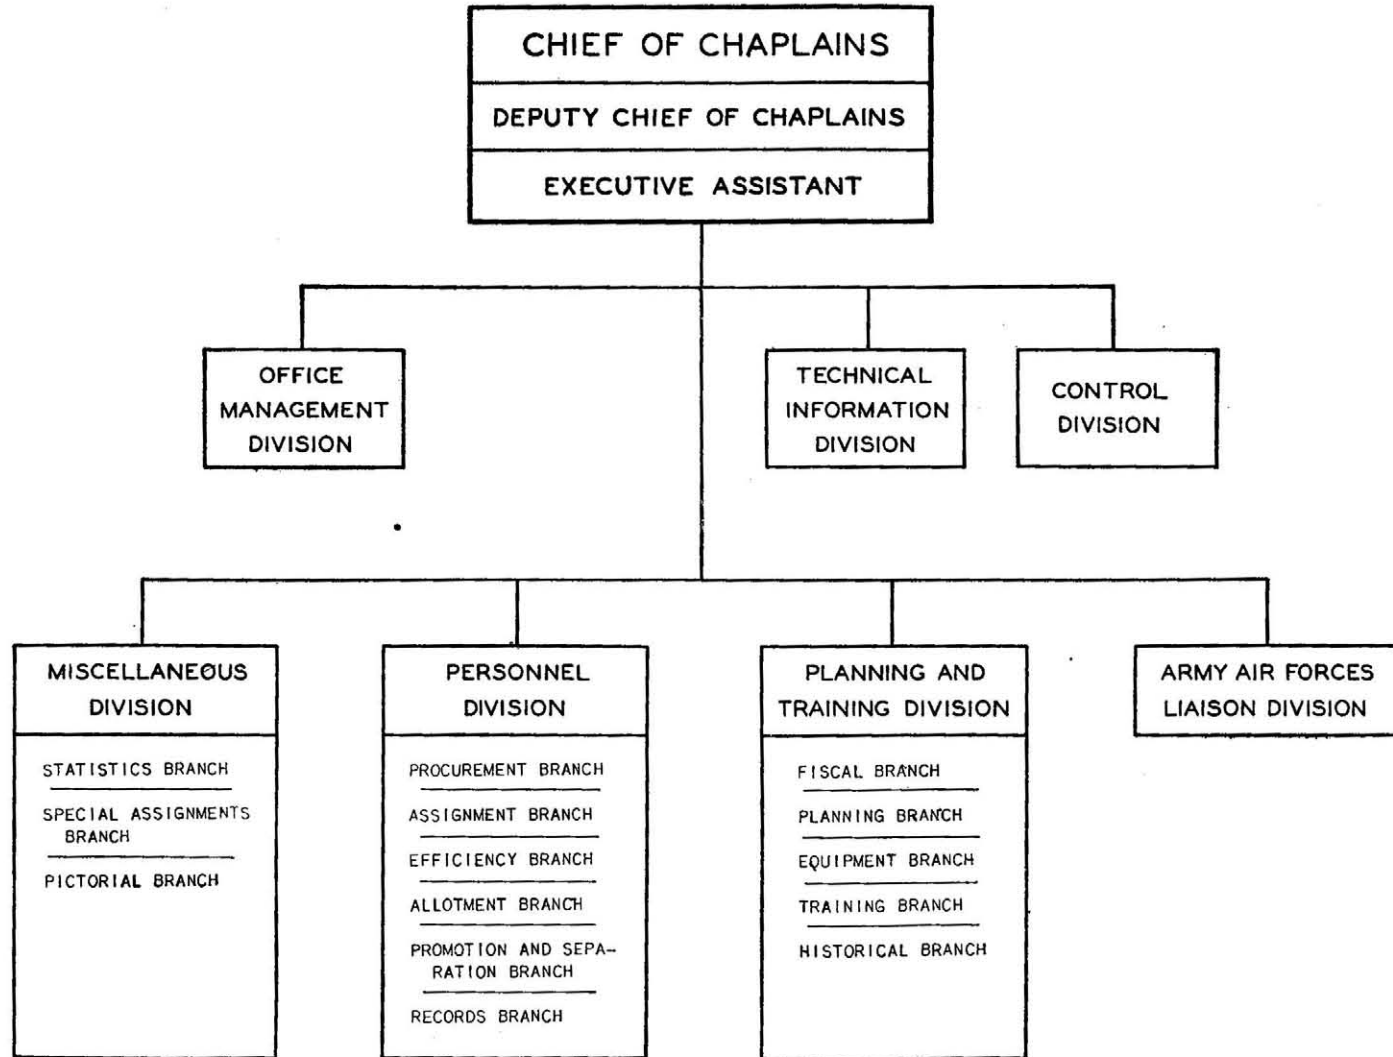 CHIEF OF CHAPLAINS
DEPUTY CHIEF OF CHAPLAINS
EXECUTIVE ASSISTANT
OFFICE
MANAGEMENT
DIVISION
TECHNICAL
INFORMATION
DIVISION
CONTROL
DIVISION
MISCELLANEOUS
DIVISION
STATISTICS BRANCH
SPECIAL ASSIGNMENTS
BRANCH
PICTORIAL BRANCH
PERSONNEL
DIVISION
PROCUREMENT BRANCH
ASSIGNMENT BRANCH
EFFICIENCY BRANCH
ALLOTMENT BRANCH
PROMOTION AND SEPA-
RATION BRANCH
RECORDS BRANCH
PLANNING AND
TRAINING DIVISION
FISCAL BRANCH
PLANNING BRANCH
EQUIPMENT BRANCH
TRAINING BRANCH
HISTORICAL BRANCH
ARMY AIR FORCES
LIAISON DIVISION